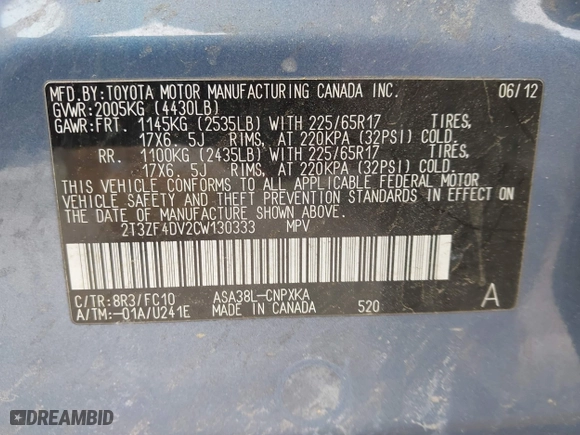 MFD.BY:TOYOTA MOTOR MANUFACTURING CANADA INC. 06/12
GVWR:2005KG (4430LB)
GAWR:FRT. 1145KG (2535LB) WITH 225/65R17 TIRES,
17X6. 5J RIMS, AT 220KPA (32PSI) COLD.
RR. 1100KG (2435LB) WITH 225/65R17 TIRES,
17X6. 5J RIMS, AT 220KPA (32PSI) COLD.
THIS VEHICLE CONFORMS TO ALL APPLICABLE FEDERAL MOTOR
VEHICLE SAFETY AND THEFT PREVENTION STANDARDS IN EFFECT
ON THE DATE OF MANUFACTURE SHOWN ABOVE.
2T3ZF4DV2CW130333 MPV
C/TR:8R3/FC10 ASA38L-CNPXKA A
A/TM:-01A/U241E MADE IN CANADA 520
DREAMBID